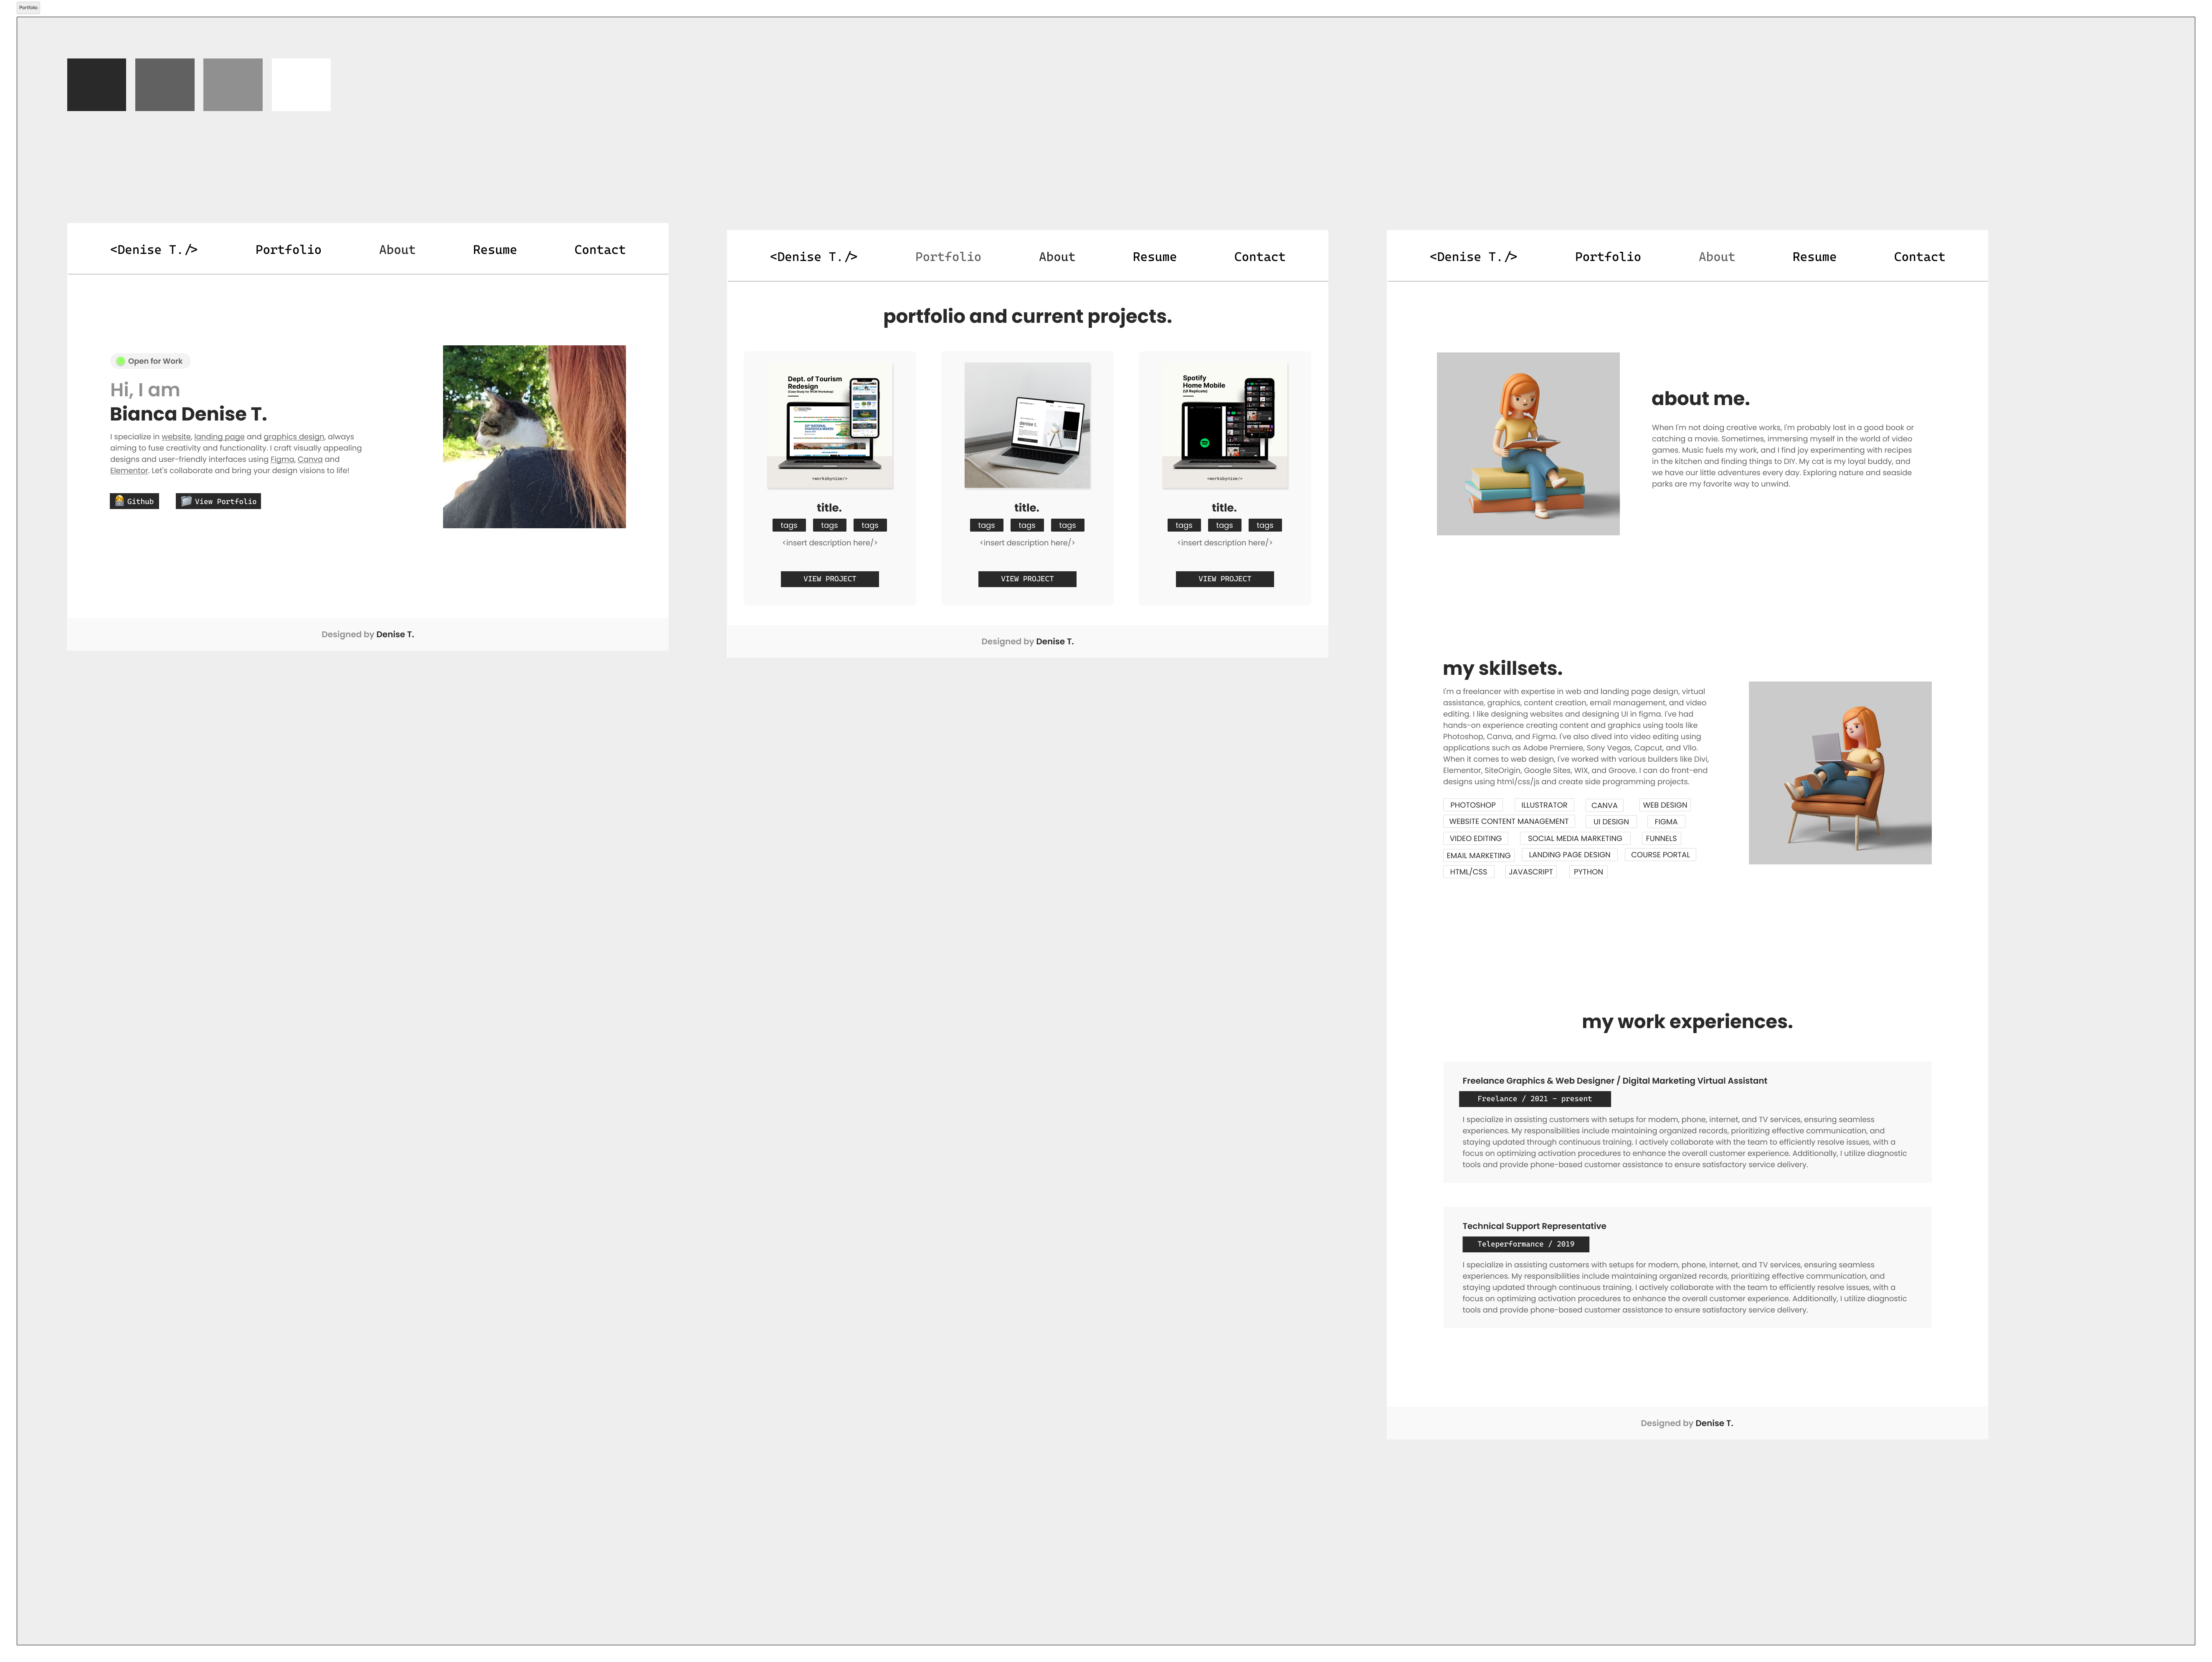 Portfolio
<Denise T./>
Portfolio
About
Resume
Contact
Open for Work
Hi, I am
Bianca Denise T.
I specialize in website, landing page and graphics design, always
aiming to fuse creativity and functionality. I craft visually appealing
designs and user-friendly interfaces using Figma, Canva and
Elementor. Let's collaborate and bring your design visions to life!
Github
View Portfolio
Designed by Denise T.
<Denise T./>
Portfolio
About
Resume
Contact
portfolio and current projects.
Dept. of Tourism
Redesign
<worksbynise/>
title.
tags
tags
tags
<insert description here/>
VIEW PROJECT
denise t.
title.
tags
tags
tags
<insert description here/>
VIEW PROJECT
Spotify
Home Mobile
(UI Replicate)
<worksbynise/>
title.
tags
tags
tags
<insert description here/>
VIEW PROJECT
Designed by Denise T.
<Denise T./>
Portfolio
About
Resume
Contact
about me.
When I'm not doing creative works, I'm probably lost in a good book or
catching a movie. Sometimes, immersing myself in the world of video
games. Music fuels my work, and I find joy experimenting with recipes
in the kitchen and finding things to DIY. My cat is my loyal buddy, and
we have our little adventures every day. Exploring nature and seaside
parks are my favorite way to unwind.
my skillsets.
I'm a freelancer with expertise in web and landing page design, virtual
assistance, graphics, content creation, email management, and video
editing. I like designing websites and designing UI in figma. I've had
hands-on experience creating content and graphics using tools like
Photoshop, Canva, and Figma. I've also dived into video editing using
applications such as Adobe Premiere, Sony Vegas, Capcut, and Vllo.
When it comes to web design, I've worked with various builders like Divi,
Elementor, SiteOrigin, Google Sites, WIX, and Groove. I can do front-end
designs using html/css/js and create side programming projects.
PHOTOSHOP
ILLUSTRATOR
CANVA
WEB DESIGN
WEBSITE CONTENT MANAGEMENT
UI DESIGN
FIGMA
VIDEO EDITING
SOCIAL MEDIA MARKETING
FUNNELS
EMAIL MARKETING
LANDING PAGE DESIGN
COURSE PORTAL
HTML/CSS
JAVASCRIPT
PYTHON
my work experiences.
Freelance Graphics & Web Designer / Digital Marketing Virtual Assistant
Freelance / 2021 - present
I specialize in assisting customers with setups for modem, phone, internet, and TV services, ensuring seamless
experiences. My responsibilities include maintaining organized records, prioritizing effective communication, and
staying updated through continuous training. I actively collaborate with the team to efficiently resolve issues, with a
focus on optimizing activation procedures to enhance the overall customer experience. Additionally, I utilize diagnostic
tools and provide phone-based customer assistance to ensure satisfactory service delivery.
Technical Support Representative
Teleperformance / 2019
I specialize in assisting customers with setups for modem, phone, internet, and TV services, ensuring seamless
experiences. My responsibilities include maintaining organized records, prioritizing effective communication, and
staying updated through continuous training. I actively collaborate with the team to efficiently resolve issues, with a
focus on optimizing activation procedures to enhance the overall customer experience. Additionally, I utilize diagnostic
tools and provide phone-based customer assistance to ensure satisfactory service delivery.
Designed by Denise T.